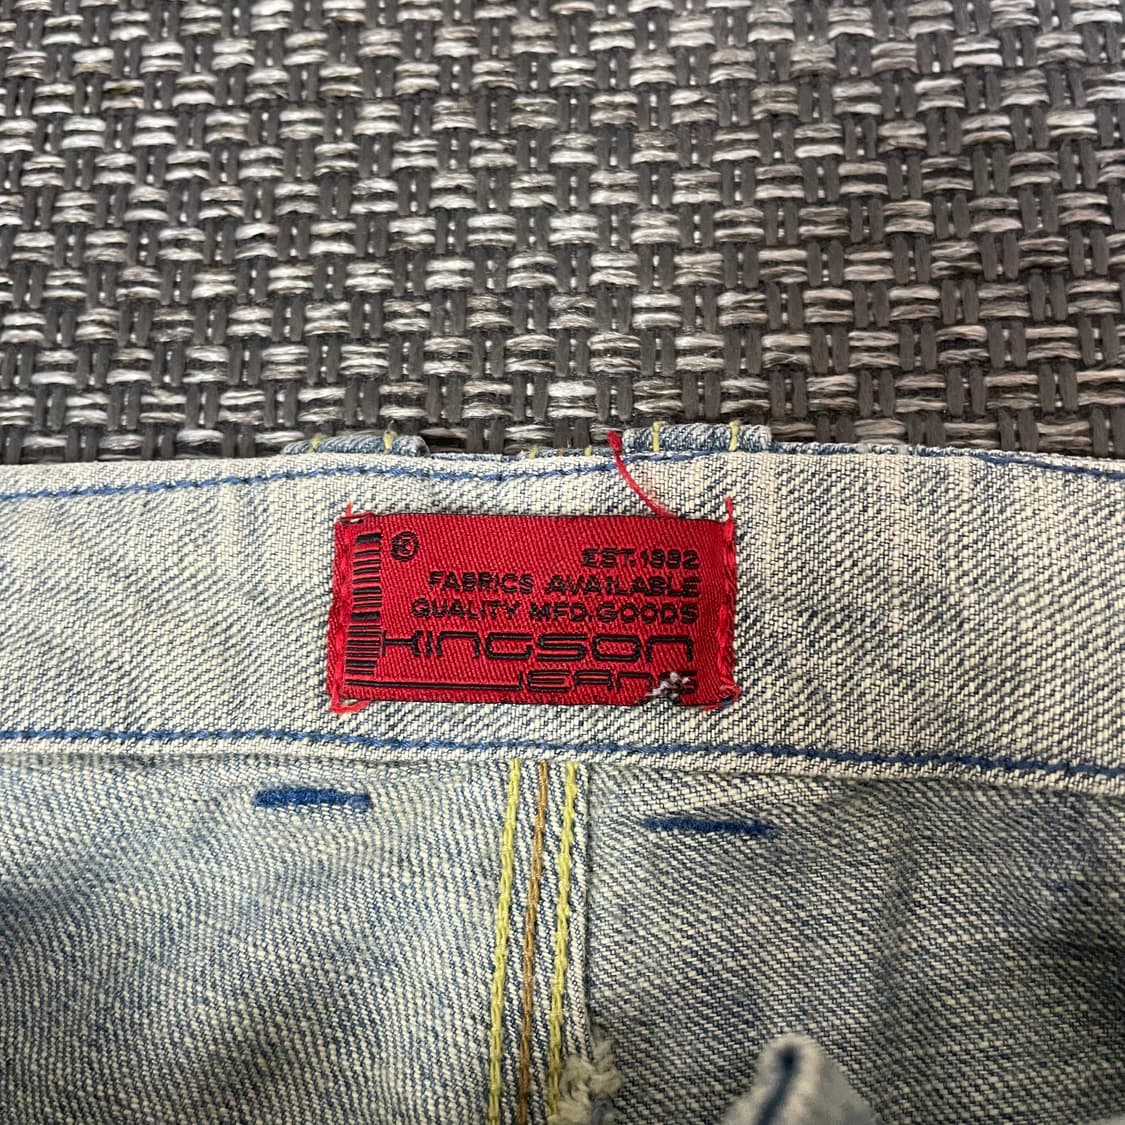 ®
EST.1992
FABRICS AVAILABLE
QUALITY MFD.GOODS
KINGSON
JEANS